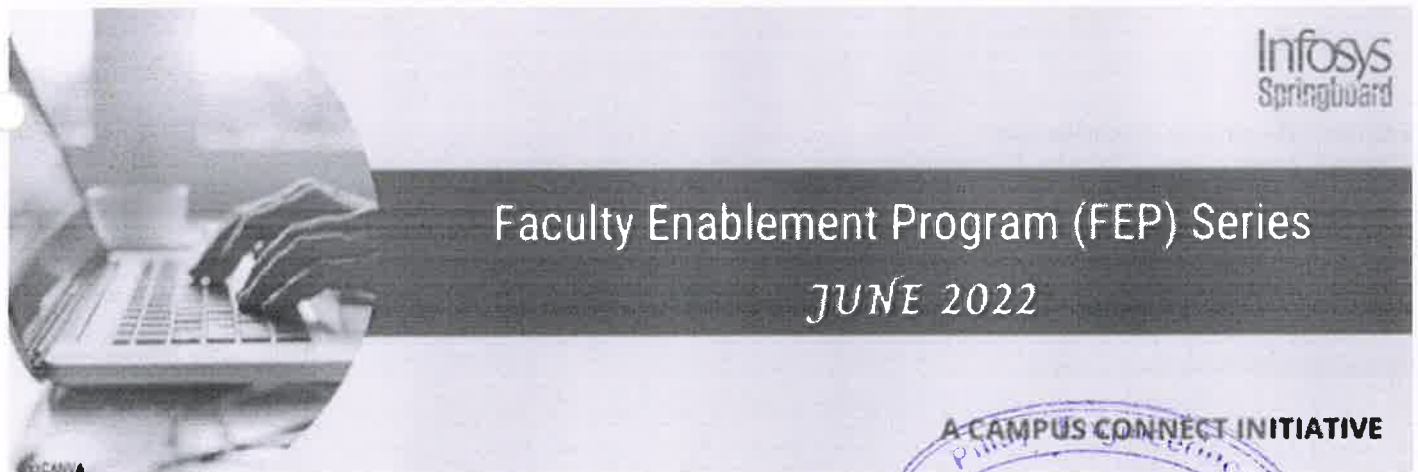 Infosys
Springboard
Faculty Enablement Program (FEP) Series
JUNE 2022
A CAMPUS CONNECT INITIATIVE